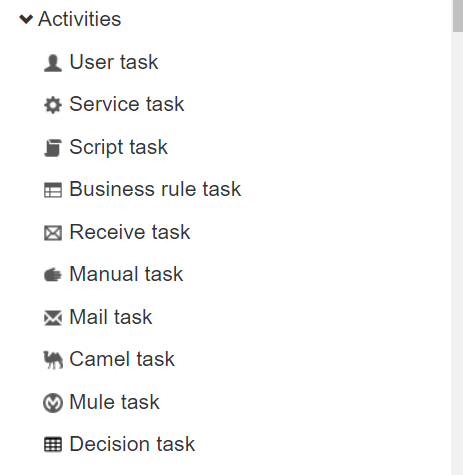 Activities
User task
Service task
Script task
Business rule task
Receive task
Manual task
Mail task
Camel task
Mule task
Decision task